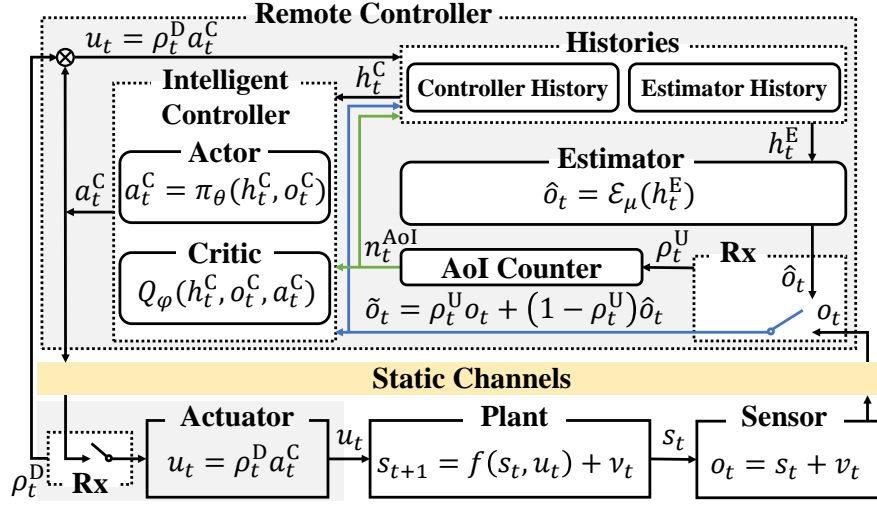 Remote Controller
u_t = ρ_t^D a_t^C
Histories
Controller History
Estimator History
h_t^C
Intelligent
Controller
h_t^E
Actor
a_t^C = π_θ(h_t^C, o_t^C)
a_t^C
Estimator
ô_t = ℰ_μ(h_t^E)
Critic
Q_φ(h_t^C, o_t^C, a_t^C)
n_t^AoI
AoI Counter
ρ_t^U
Rx
ô_t
õ_t = ρ_t^U o_t + (1 − ρ_t^U)ô_t
o_t
Static Channels
Actuator
u_t = ρ_t^D a_t^C
u_t
Plant
s_{t+1} = f(s_t, u_t) + ν_t
s_t
Sensor
o_t = s_t + v_t
ρ_t^D
Rx